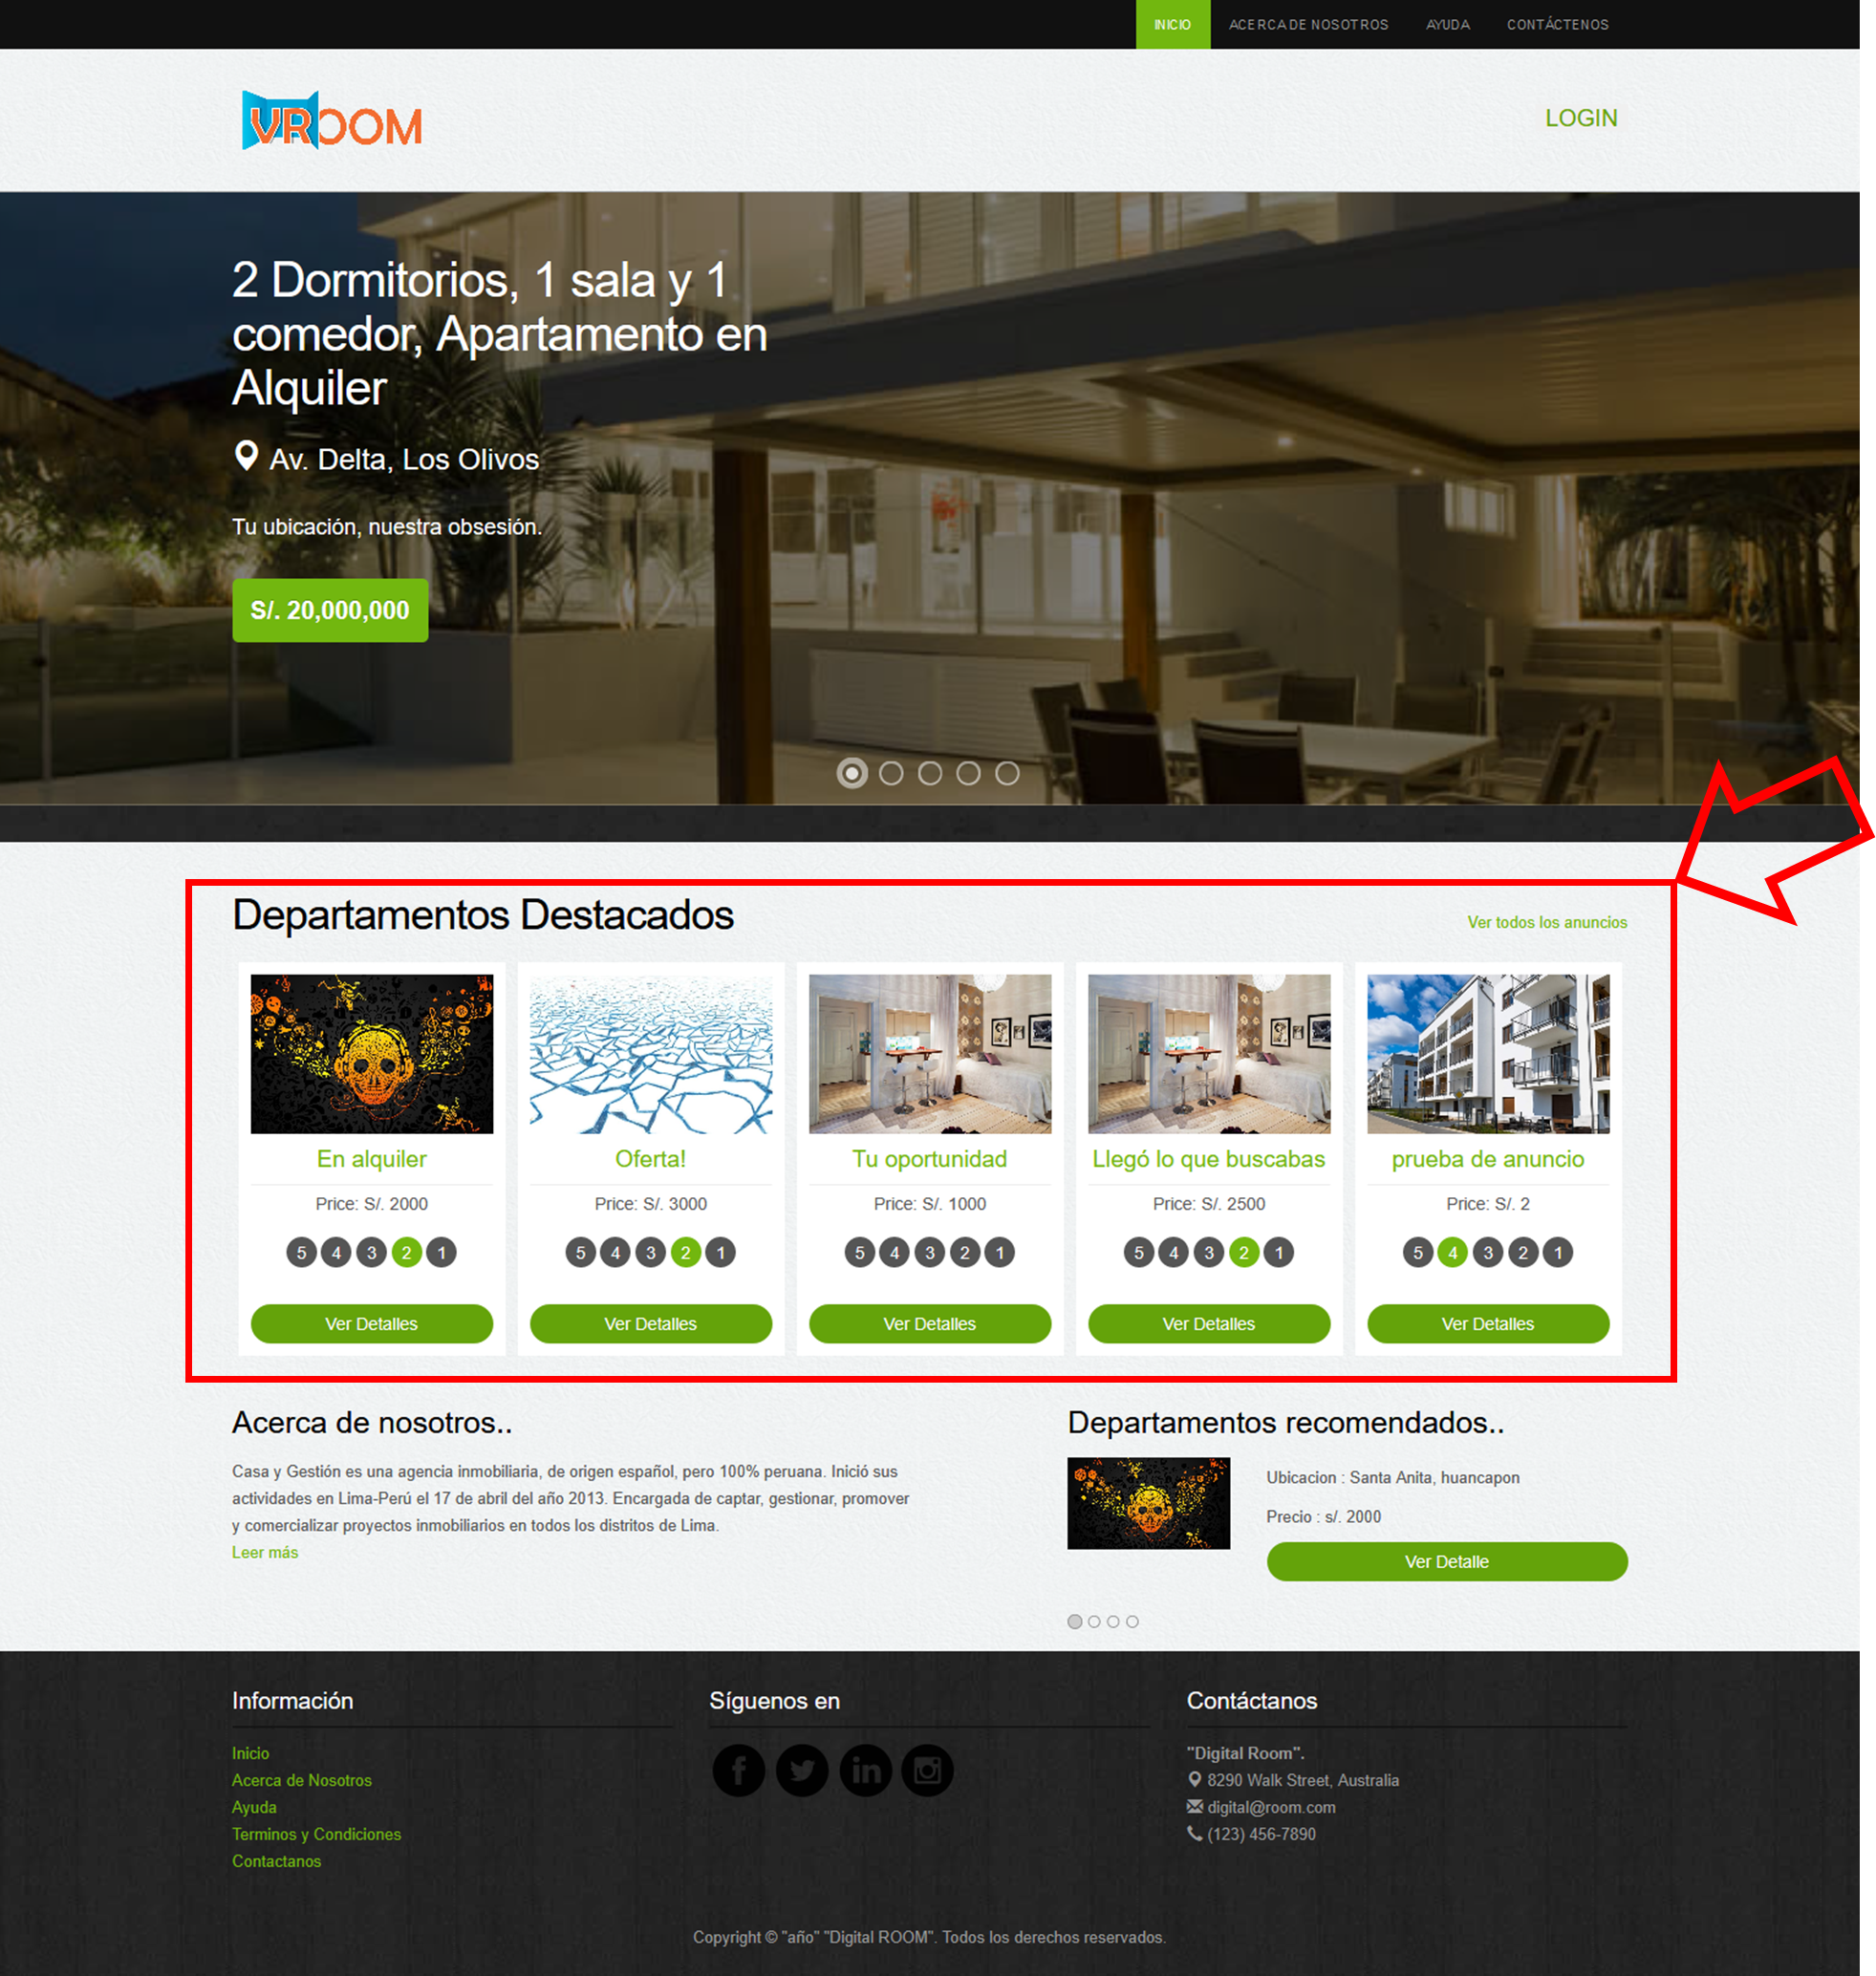 INICIO ACERCA DE NOSOTROS AYUDA CONTÁCTENOS
VROOM
LOGIN
2 Dormitorios, 1 sala y 1
comedor, Apartamento en
Alquiler
Av. Delta, Los Olivos
Tu ubicación, nuestra obsesión.
S/. 20,000,000
Departamentos Destacados
Ver todos los anuncios
En alquiler
Price: S/. 2000
5 4 3 2 1
Ver Detalles
Oferta!
Price: S/. 3000
5 4 3 2 1
Ver Detalles
Tu oportunidad
Price: S/. 1000
5 4 3 2 1
Ver Detalles
Llegó lo que buscabas
Price: S/. 2500
5 4 3 2 1
Ver Detalles
prueba de anuncio
Price: S/. 2
5 4 3 2 1
Ver Detalles
Acerca de nosotros..
Casa y Gestión es una agencia inmobiliaria, de origen español, pero 100% peruana. Inició sus
actividades en Lima-Perú el 17 de abril del año 2013. Encargada de captar, gestionar, promover
y comercializar proyectos inmobiliarios en todos los distritos de Lima.
Leer más
Departamentos recomendados..
Ubicacion : Santa Anita, huancapon
Precio : s/. 2000
Ver Detalle
Información
Inicio
Acerca de Nosotros
Ayuda
Terminos y Condiciones
Contactanos
Síguenos en
Contáctanos
"Digital Room".
8290 Walk Street, Australia
digital@room.com
(123) 456-7890
Copyright © "año" "Digital ROOM". Todos los derechos reservados.